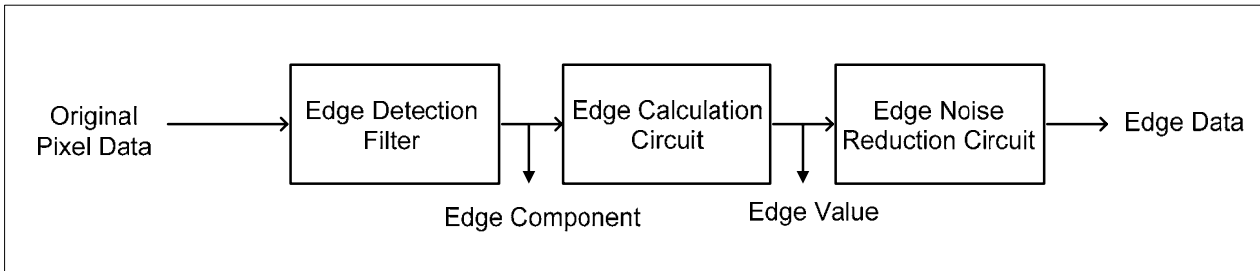 Original
Pixel Data
Edge Detection
Filter
Edge Component
Edge Calculation
Circuit
Edge Value
Edge Noise
Reduction Circuit
Edge Data